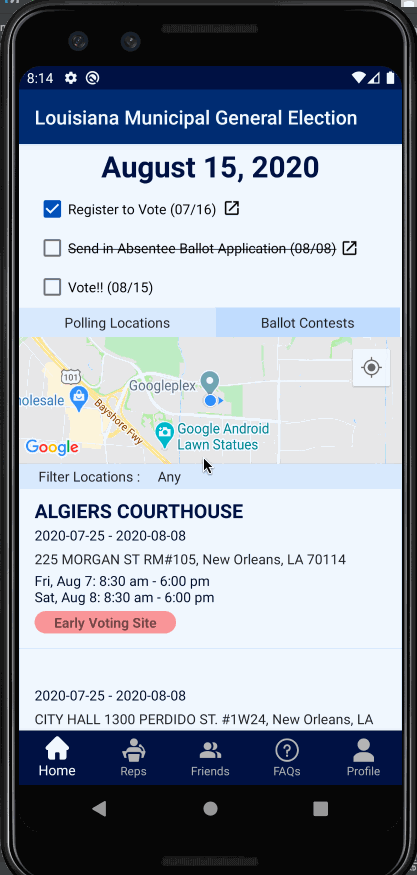 8:14
Louisiana Municipal General Election
August 15, 2020
Register to Vote (07/16)
Send in Absentee Ballot Application (08/08)
Vote!! (08/15)
Polling Locations
Ballot Contests
101
Googleplex
holesale
Bayshore Fwy
Google Android
Lawn Statues
Google
Filter Locations : Any
ALGIERS COURTHOUSE
2020-07-25 - 2020-08-08
225 MORGAN ST RM#105, New Orleans, LA 70114
Fri, Aug 7: 8:30 am - 6:00 pm
Sat, Aug 8: 8:30 am - 6:00 pm
Early Voting Site
2020-07-25 - 2020-08-08
CITY HALL 1300 PERDIDO ST. #1W24, New Orleans, LA
Home
Reps
Friends
FAQs
Profile